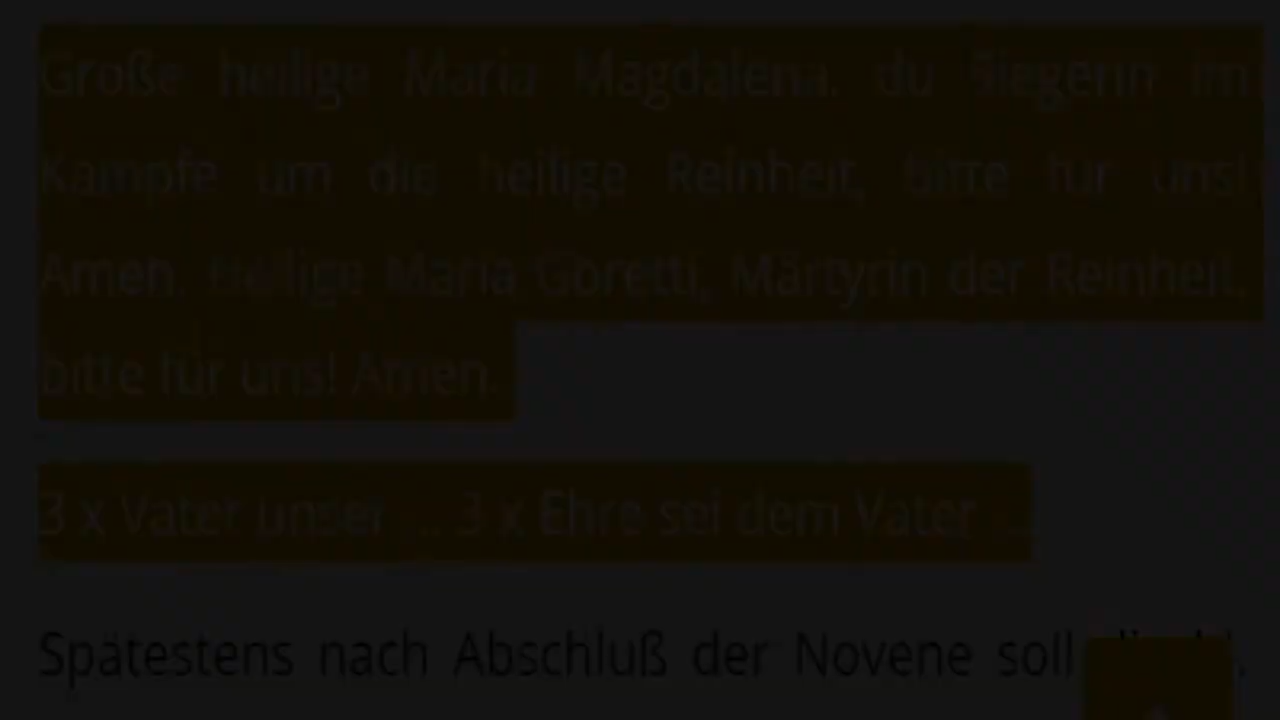 Große heilige Maria Magdalena, du Siegerin im
Kampfe um die heilige Reinheit, bitte für uns!
Amen. Heilige Maria Goretti, Märtyrin der Reinheit,
bitte für uns! Amen.
3 x Vater unser ... 3 x Ehre sei dem Vater ...
Spätestens nach Abschluß der Novene soll